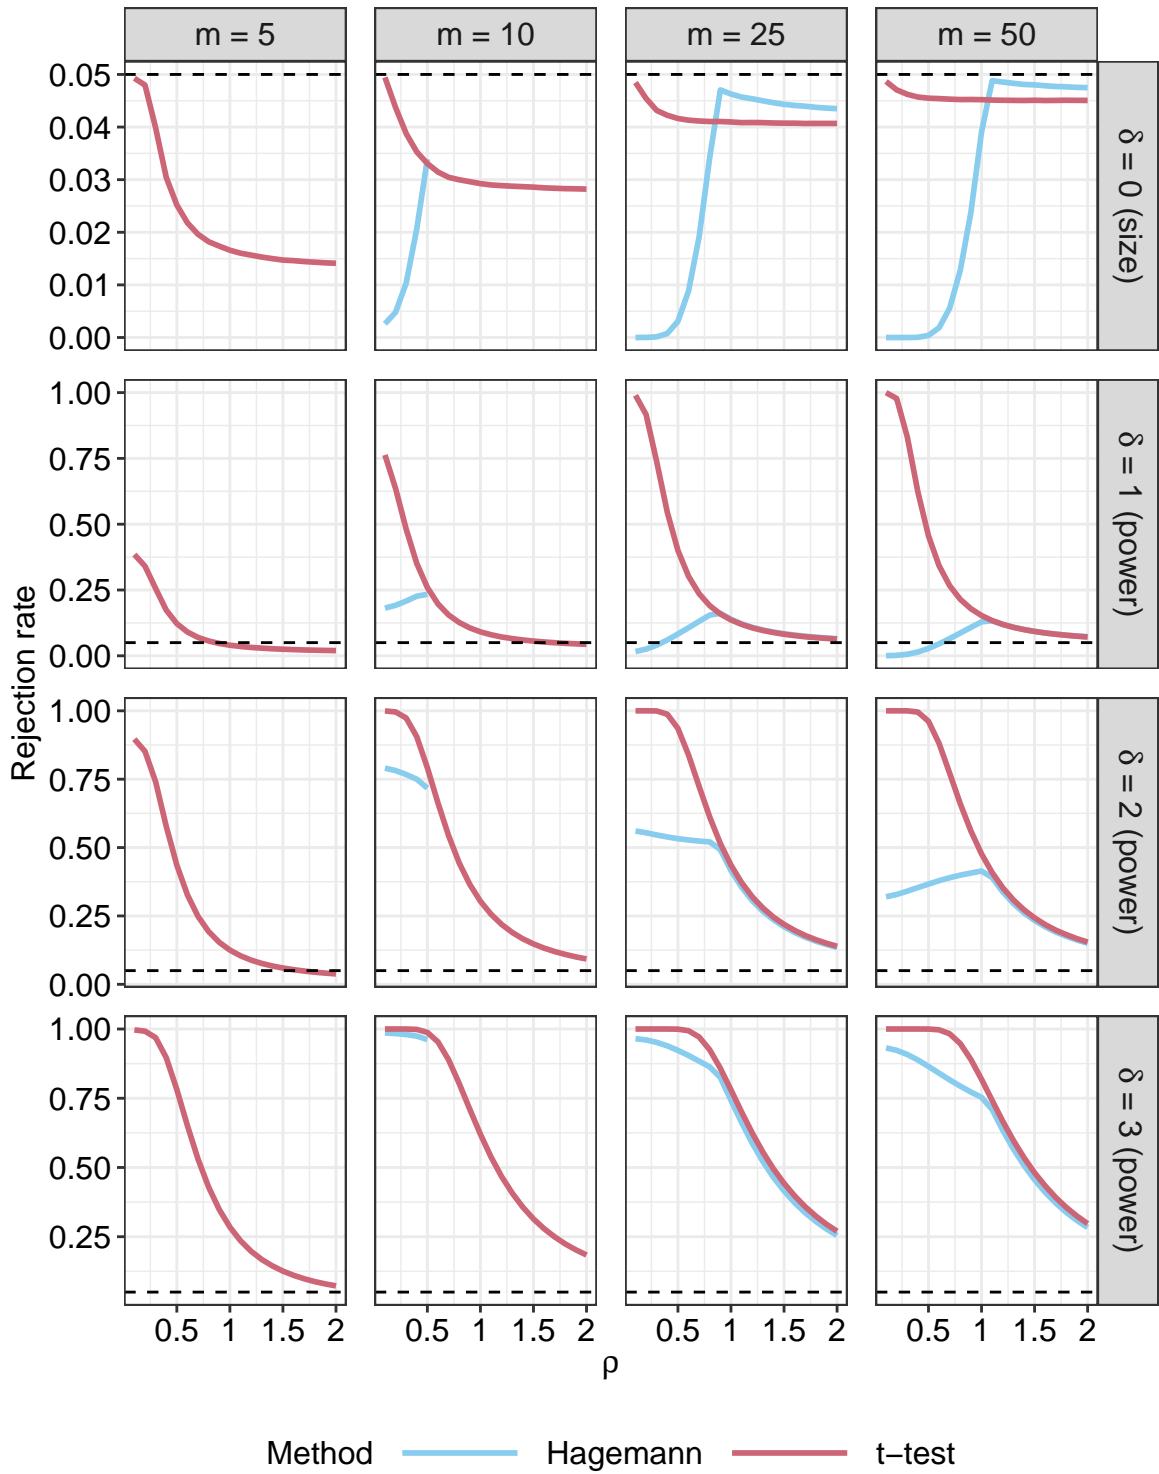 m = 5
m = 10
m = 25
m = 50
0.05
0.04
0.03
0.02
0.01
0.00
δ = 0 (size)
1.00
0.75
0.50
0.25
0.00
δ = 1 (power)
1.00
0.75
0.50
0.25
0.00
δ = 2 (power)
1.00
0.75
0.50
0.25
δ = 3 (power)
Rejection rate
0.5 1 1.5 2
0.5 1 1.5 2
0.5 1 1.5 2
0.5 1 1.5 2
ρ
Method Hagemann t−test